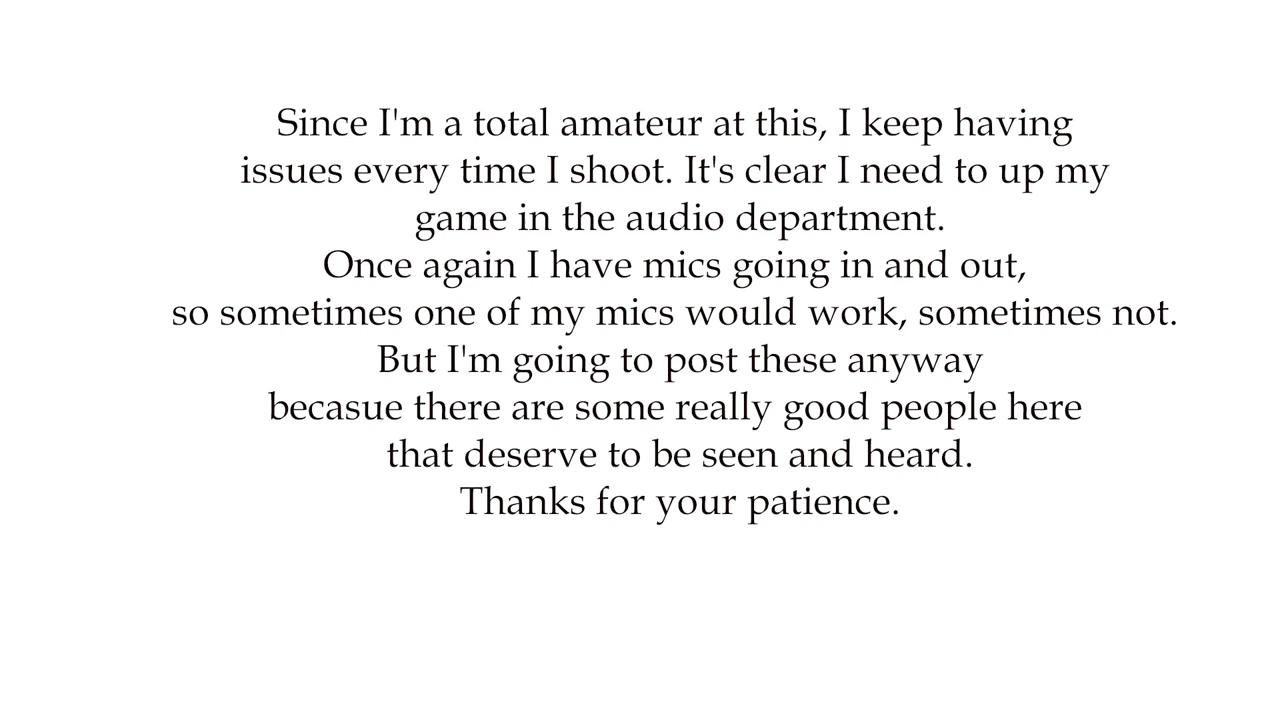 Since I'm a total amateur at this, I keep having
issues every time I shoot. It's clear I need to up my
game in the audio department.
Once again I have mics going in and out,
so sometimes one of my mics would work, sometimes not.
But I'm going to post these anyway
becasue there are some really good people here
that deserve to be seen and heard.
Thanks for your patience.